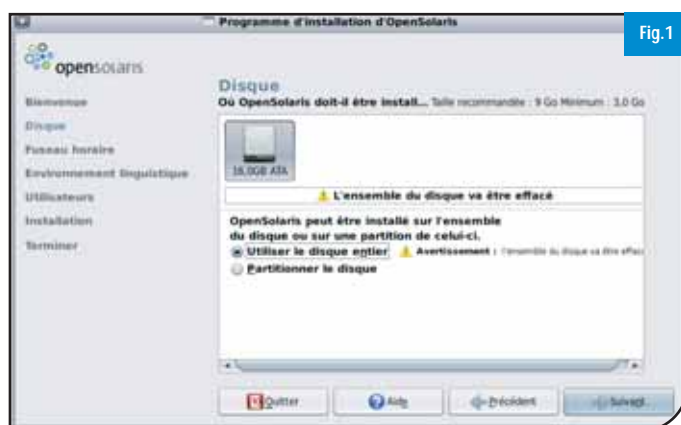 Programme d'installation d'OpenSolaris
Fig.1
opensolaris
Disque
Où OpenSolaris doit-il être install... Taille recommandée : 9 Go Minimum : 3.0 Go
Bienvenue
Disque
Fuseau horaire
Environnement linguistique
Utilisateurs
Installation
Terminer
16.0GB ATA
L'ensemble du disque va être effacé
OpenSolaris peut être installé sur l'ensemble
du disque ou sur une partition de celui-ci.
Utiliser le disque entier Avertissement : l'ensemble du disque va être effac
Partitionner le disque
Quitter Aide Précédent Suivant